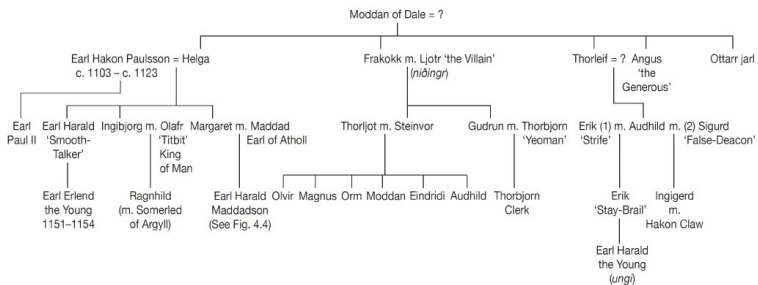 Moddan of Dale = ?
Earl Hakon Paulsson = Helga
c. 1103 – c. 1123
Frakokk m. Ljotr 'the Villain'
(niðingr)
Thorleif = ?
Angus
'the
Generous'
Ottarr jarl
Earl
Paul II
Earl Harald
'Smooth-
Talker'
Ingibjorg m. Olafr
'Titbit'
King
of Man
Margaret m. Maddad
Earl of Atholl
Thorljot m. Steinvor
Gudrun m. Thorbjorn
'Yeoman'
Erik (1) m. Audhild m. (2) Sigurd
'Strife'
'False-Deacon'
Earl Erlend
the Young
1151–1154
Ragnhild
(m. Somerled
of Argyll)
Earl Harald
Maddadson
(See Fig. 4.4)
Olvir Magnus Orm Moddan Eindridi Audhild
Thorbjorn
Clerk
Erik
'Stay-Brail'
Ingigerd
m.
Hakon Claw
Earl Harald
the Young
(ungi)